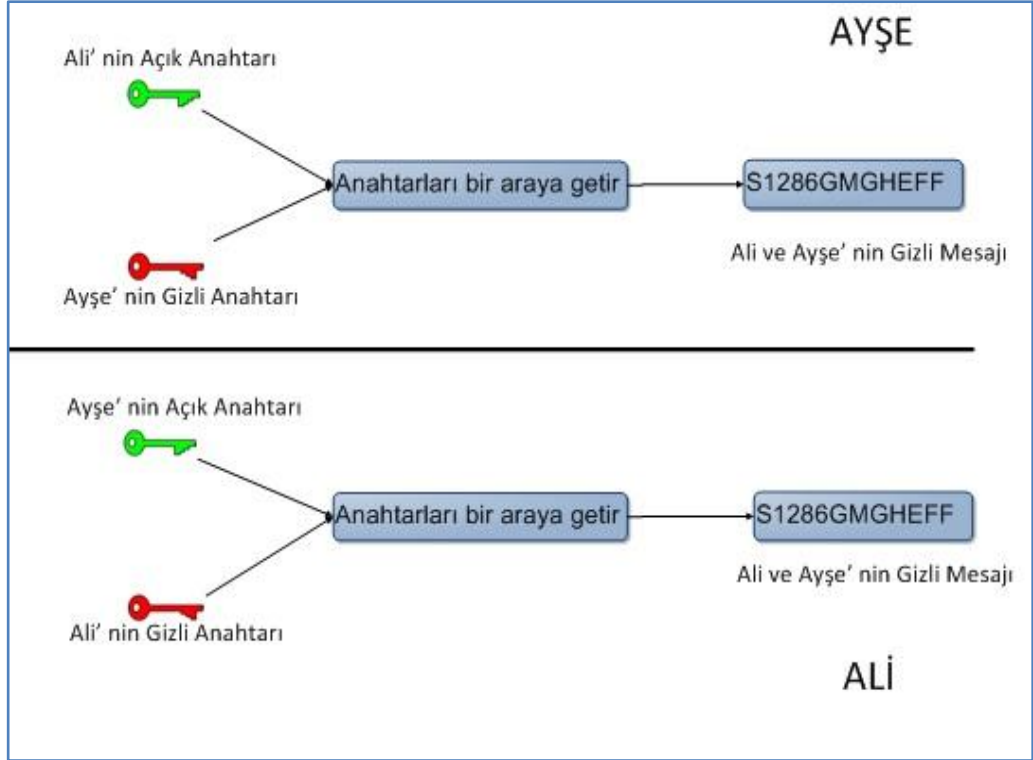 AYŞE
Ali’ nin Açık Anahtarı
Anahtarları bir araya getir
S1286GMGHEFF
Ali ve Ayşe’ nin Gizli Mesajı
Ayşe’ nin Gizli Anahtarı
Ayşe’ nin Açık Anahtarı
Anahtarları bir araya getir
S1286GMGHEFF
Ali ve Ayşe’ nin Gizli Mesajı
Ali’ nin Gizli Anahtarı
ALİ